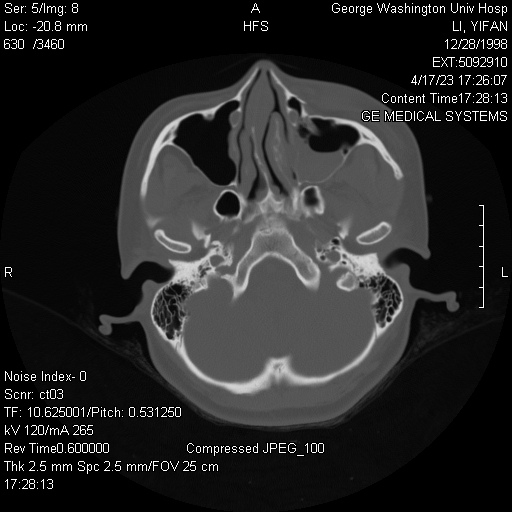 Ser: 5/Img: 8
Loc: -20.8 mm
630 /3460
A
HFS
George Washington Univ Hosp
LI, YIFAN
12/28/1998
EXT:5092910
4/17/23 17:26:07
Content Time17:28:13
GE MEDICAL SYSTEMS
R
L
Noise Index- 0
Scnr: ct03
TF: 10.625001/Pitch: 0.531250
kV 120/mA 265
Rev Time0.600000
Compressed JPEG_100
Thk 2.5 mm Spc 2.5 mm/FOV 25 cm
17:28:13